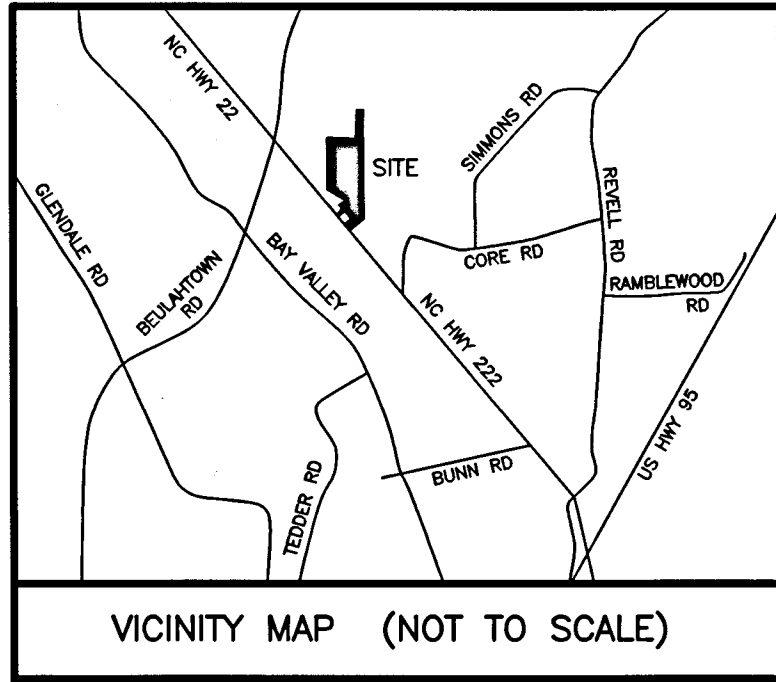 NC HWY 22
SIMMONS RD
SITE
GLENDALE RD
REVELL RD
BEULAHTOWN
RD
BAY VALLEY RD
CORE RD
RAMBLEWOOD
RD
NC HWY 222
US HWY 95
TEDDER RD
BUNN RD
VICINITY MAP (NOT TO SCALE)